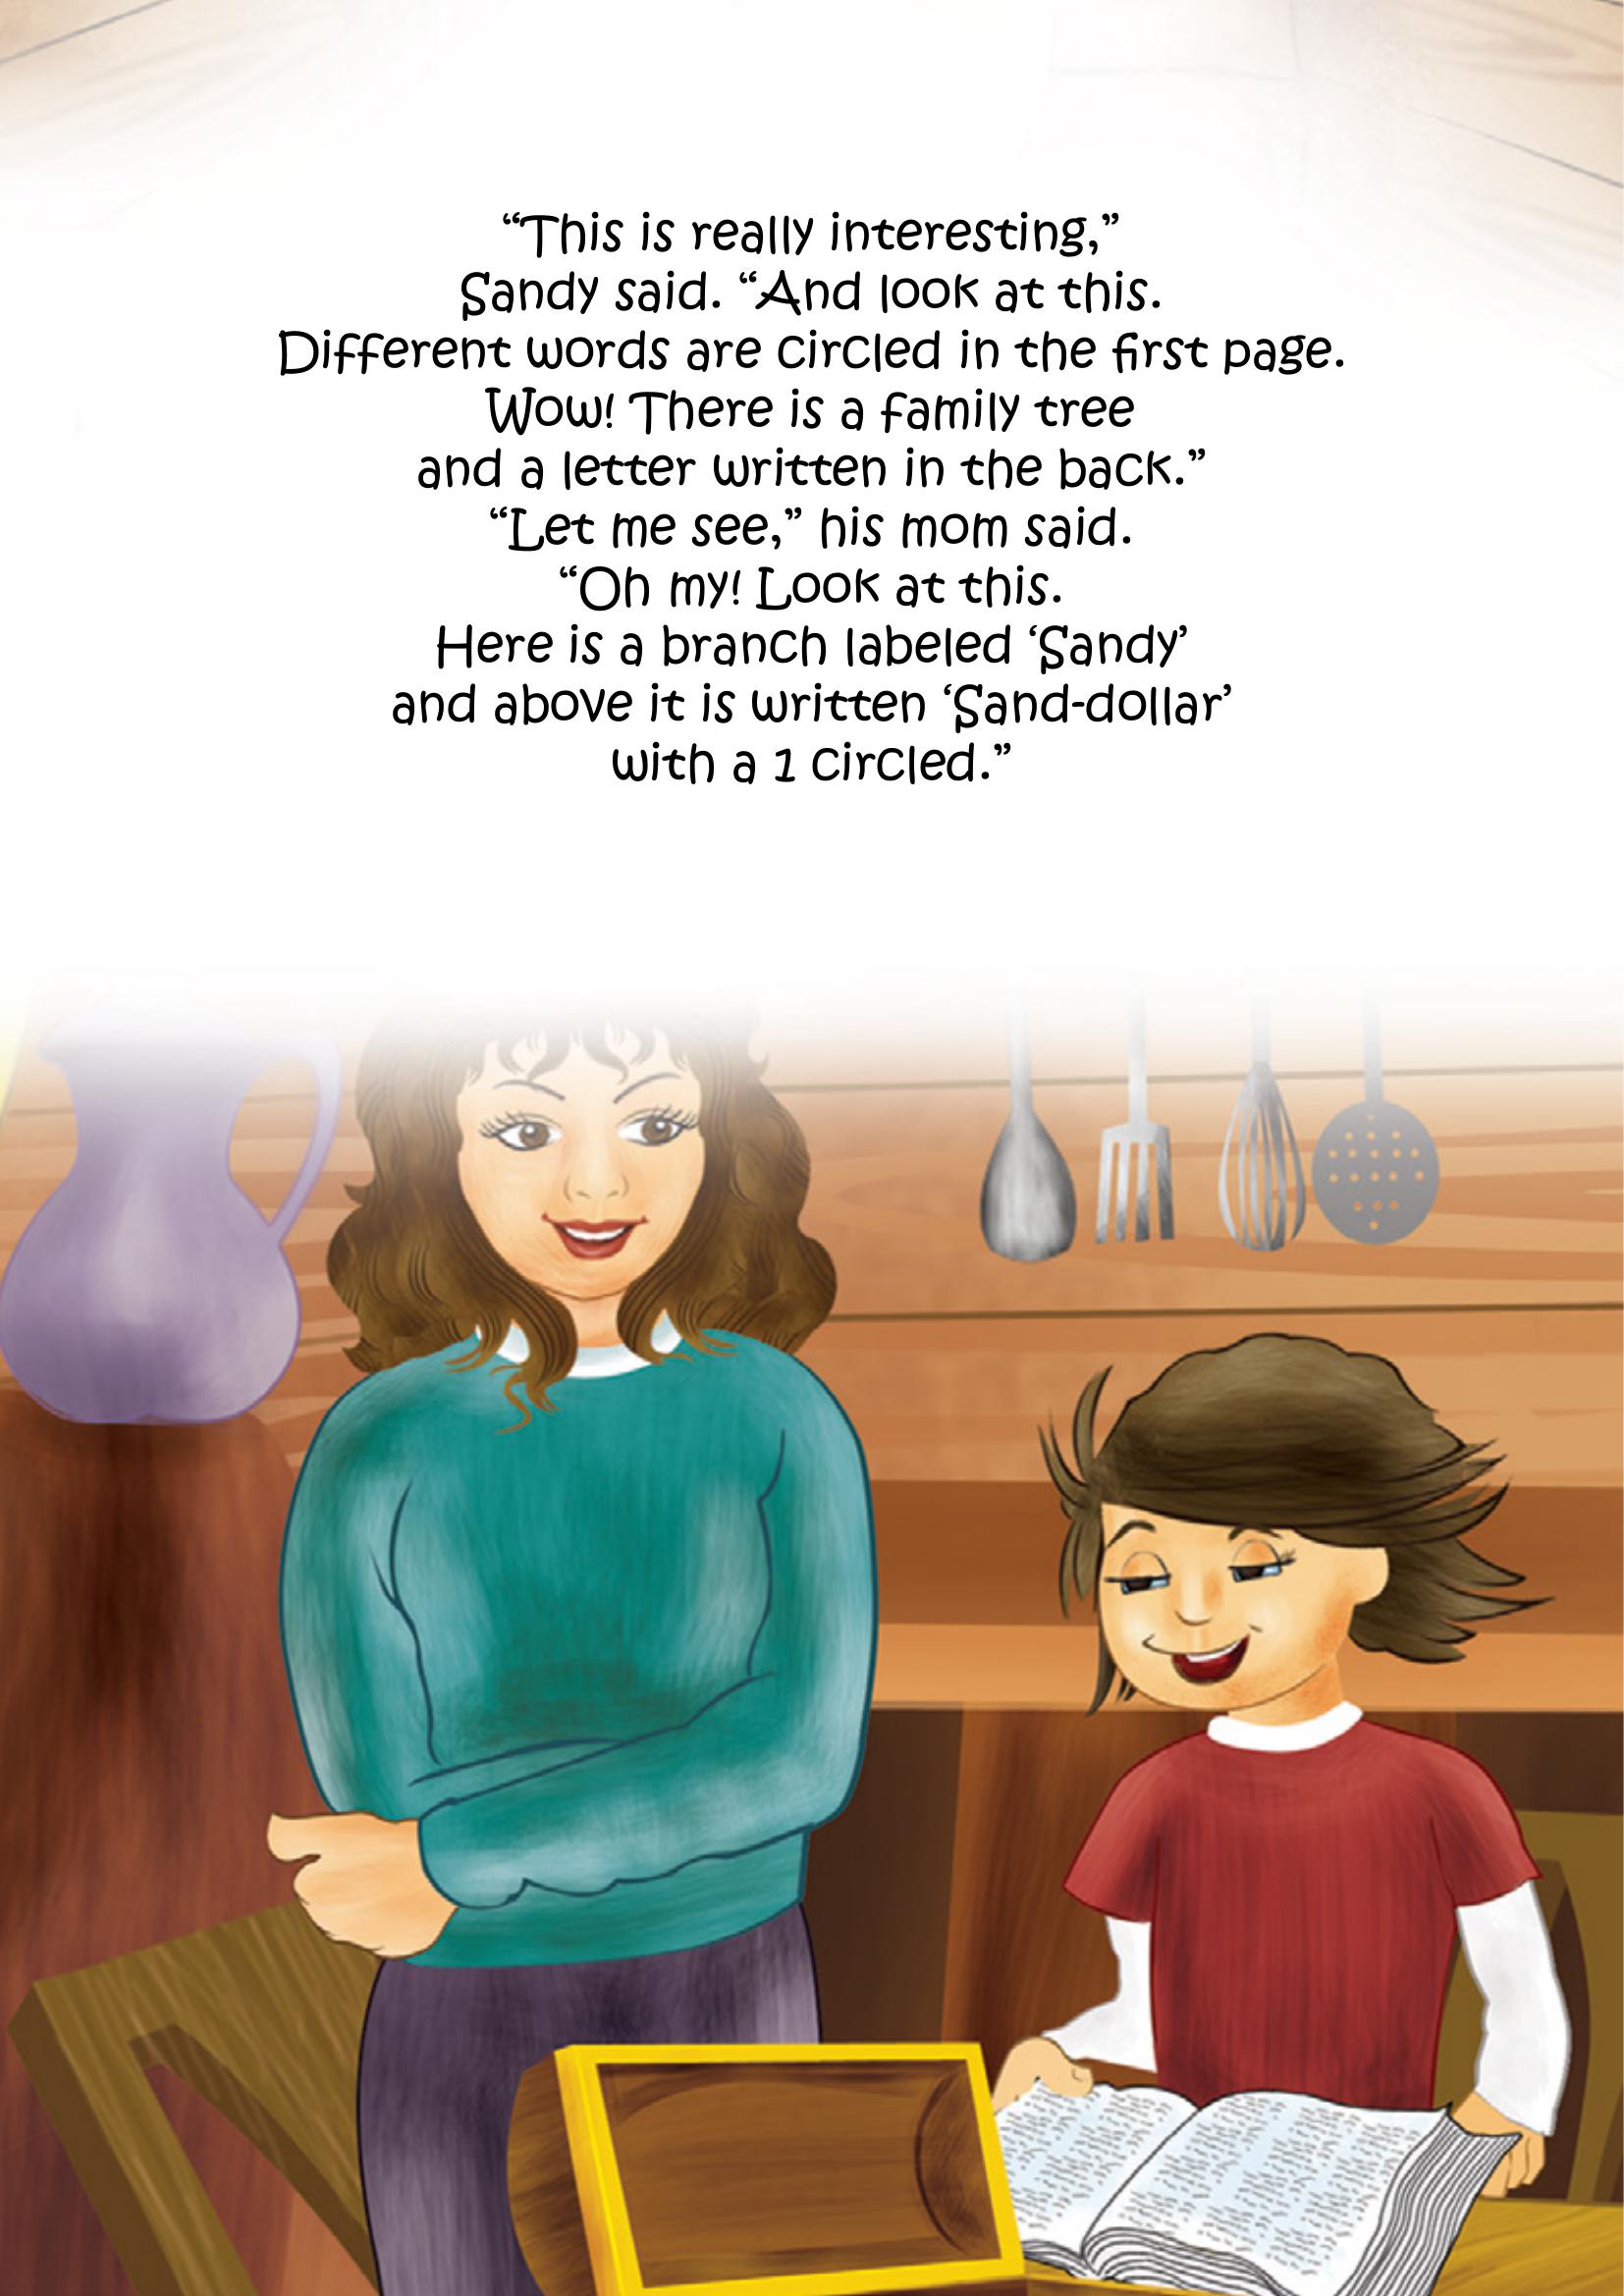 “This is really interesting,”
Sandy said. “And look at this.
Different words are circled in the first page.
Wow! There is a family tree
and a letter written in the back.”
“Let me see,” his mom said.
“Oh my! Look at this.
Here is a branch labeled ‘Sandy’
and above it is written ‘Sand-dollar’
with a 1 circled.”